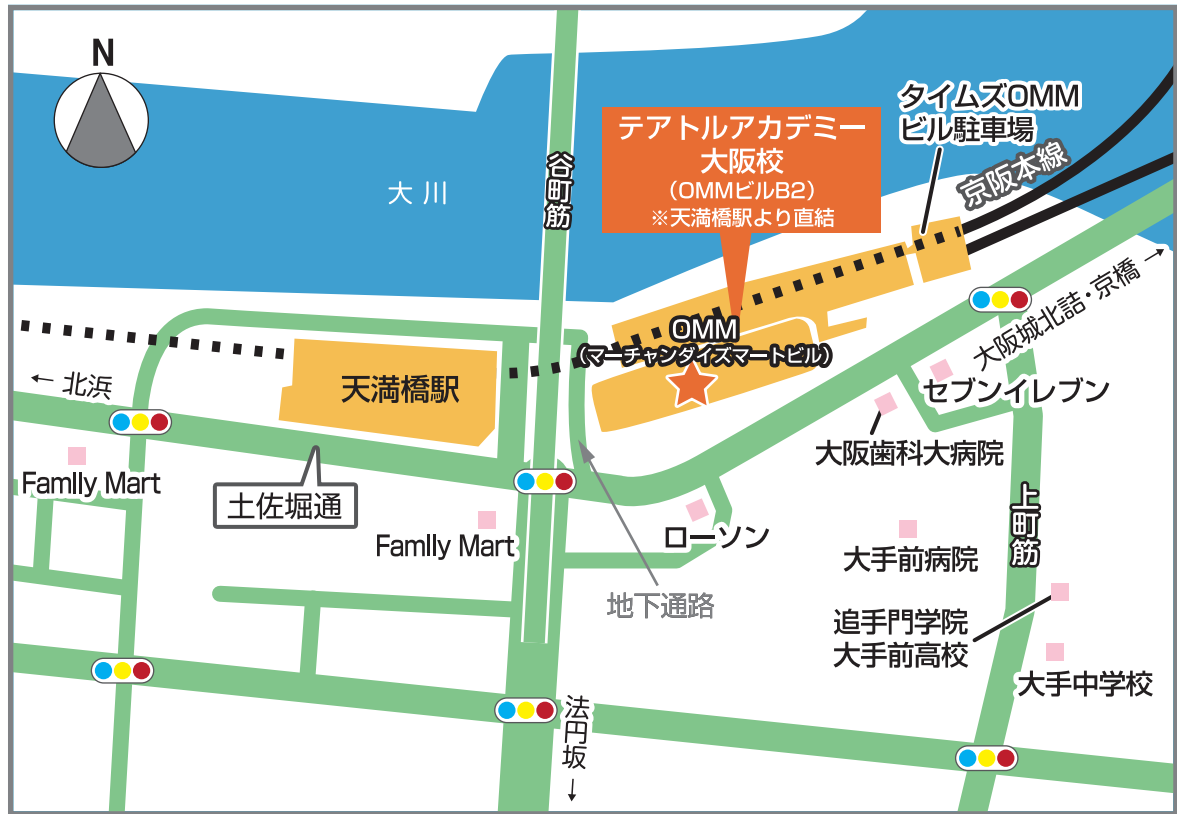 N
タイムズOMM
ビル駐車場
テアトルアカデミー
大阪校
（OMMビルB2）
※天満橋駅より直結
谷町筋
京阪本線
大川
OMM
（マーチャンダイズマートビル）
大阪城北詰・京橋→
←北浜
天満橋駅
セブンイレブン
大阪歯科大病院
Family Mart
土佐堀通
Family Mart
ローソン
上町筋
大手前病院
地下通路
追手門学院
大手前高校
大手中学校
法円坂→